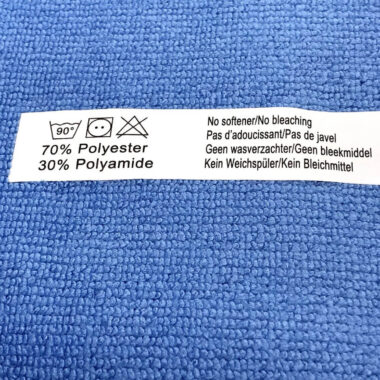 90°
70% Polyester
30% Polyamide
No softener/No bleaching
Pas d'adoucissant/Pas de javel
Geen wasverzachter/Geen bleekmiddel
Kein Weichspüler/Kein Bleichmittel